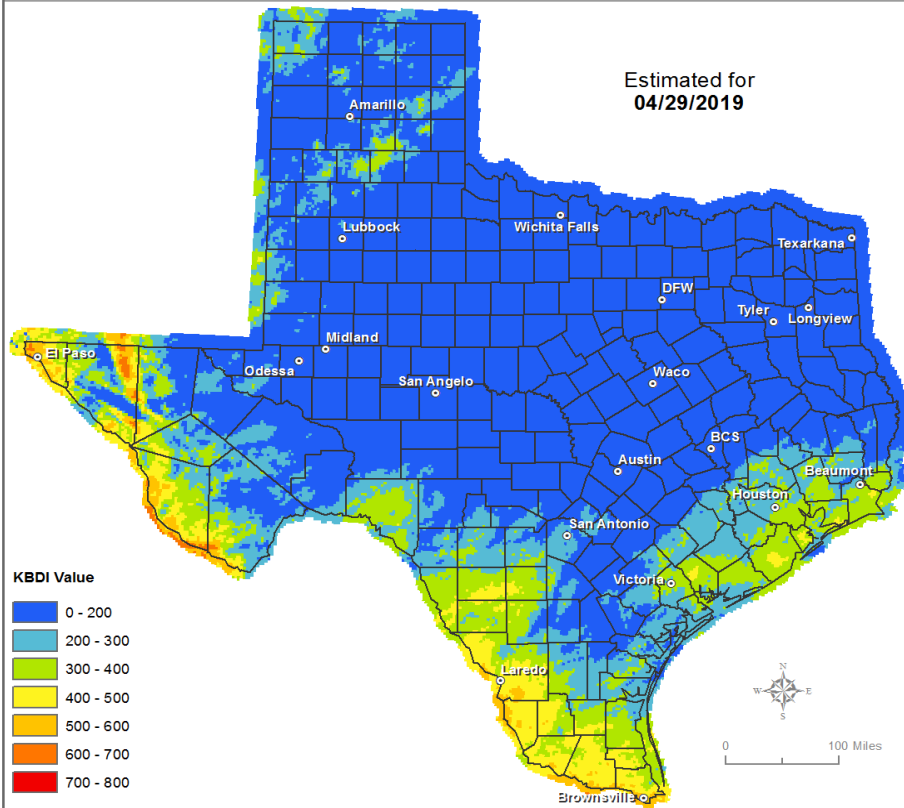 Estimated for
04/29/2019
Amarillo
Lubbock
Wichita Falls
Texarkana
DFW
Tyler
Longview
Midland
El Paso
Odessa
San Angelo
Waco
BCS
Austin
Beaumont
Houston
San Antonio
Victoria
Laredo
Brownsville
KBDI Value
0 - 200
200 - 300
300 - 400
400 - 500
500 - 600
600 - 700
700 - 800
N
W E
S
0 100 Miles